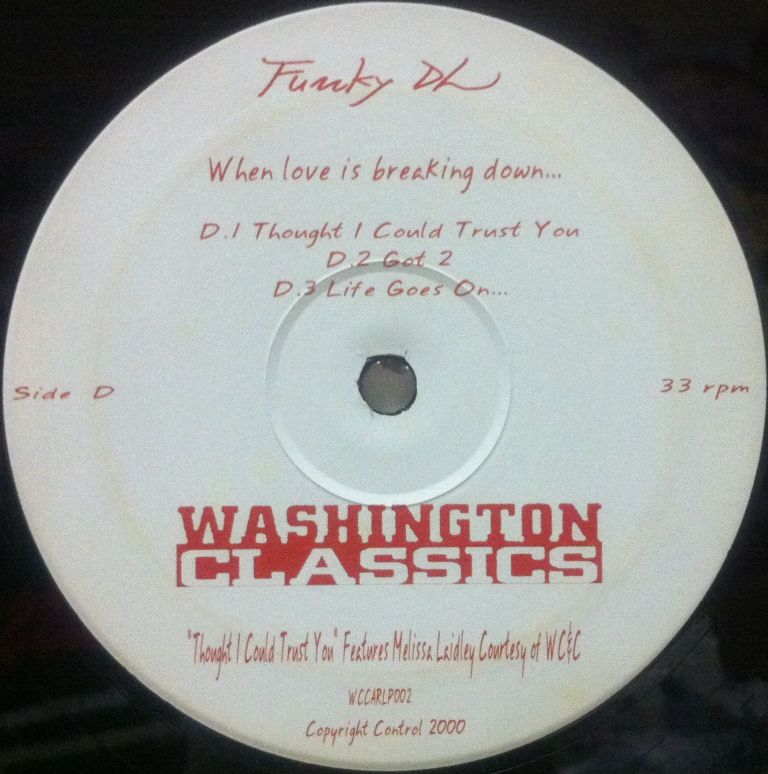 Funky DL
When love is breaking down...
D.1 Thought I Could Trust You
D.2 Got 2
D.3 Life Goes On...
Side D
33 rpm
WASHINGTON
CLASSICS
"Thought I Could Trust You" Features Melissa Laidley Courtesy of WC&C
WCCARLP002
Copyright Control 2000